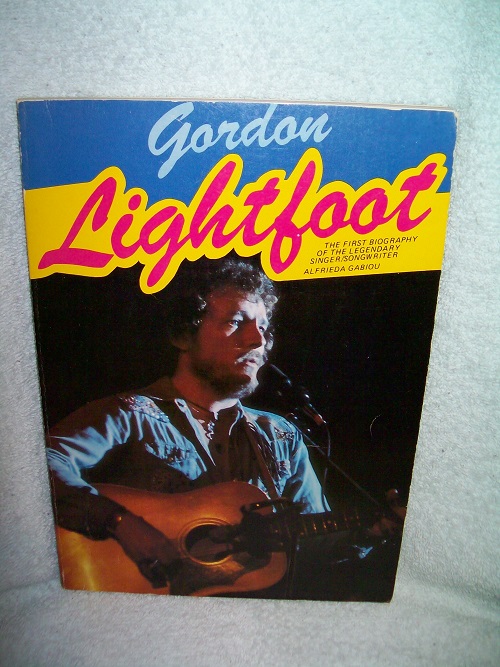 Gordon
Lightfoot
THE FIRST BIOGRAPHY
OF THE LEGENDARY
SINGER/SONGWRITER
ALFRIEDA GABIOU